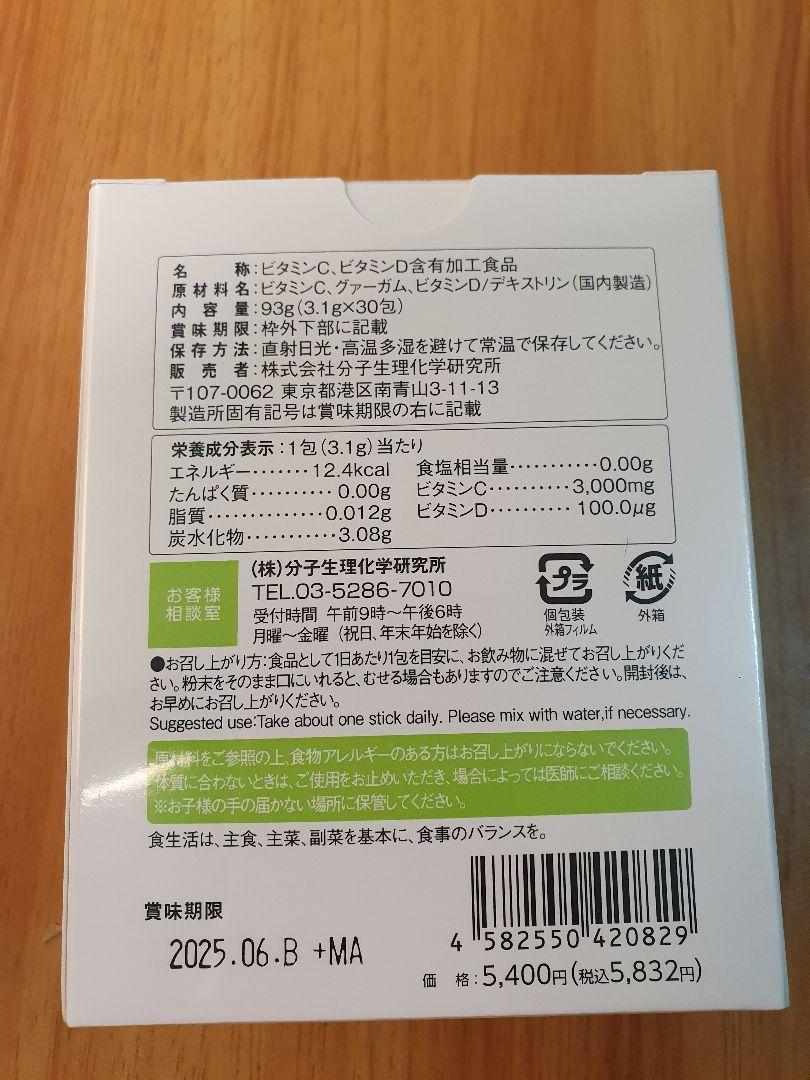 名称：ビタミンC、ビタミンD含有加工食品
原材料名：ビタミンC、グァーガム、ビタミンD/デキストリン（国内製造）
内容量：93g（3.1g×30包）
賞味期限：枠外下部に記載
保存方法：直射日光・高温多湿を避けて常温で保存してください。
販売者：株式会社分子生理化学研究所
〒107-0062 東京都港区南青山3-11-13
製造所固有記号は賞味期限の右に記載
栄養成分表示：1包（3.1g）当たり
エネルギー‥‥‥‥12.4kcal
たんぱく質‥‥‥‥‥0.00g
脂質‥‥‥‥‥‥‥0.012g
炭水化物‥‥‥‥‥‥3.08g
食塩相当量‥‥‥‥‥0.00g
ビタミンC‥‥‥‥‥3,000mg
ビタミンD‥‥‥‥‥100.0μg
お客様
相談室
（株）分子生理化学研究所
TEL.03-5286-7010
受付時間 午前9時〜午後6時
月曜〜金曜（祝日、年末年始を除く）
プラ
個包装
外箱フィルム
紙
外箱
●お召し上がり方：食品として1日あたり1包を目安に、お飲み物に混ぜてお召し上がりくだ
さい。粉末をそのまま口にいれると、むせる場合もありますのでご注意ください。開封後は、
お早めにお召し上がりください。
Suggested use:Take about one stick daily. Please mix with water,if necessary.
原材料をご参照の上、食物アレルギーのある方はお召し上がりにならないでください。
体質に合わないときは、ご使用をお止めいただき、場合によっては医師にご相談ください。
※お子様の手の届かない場所に保管してください。
食生活は、主食、主菜、副菜を基本に、食事のバランスを。
賞味期限
2025.06.B +MA
4 582550 420829
価格：5,400円（税込5,832円）